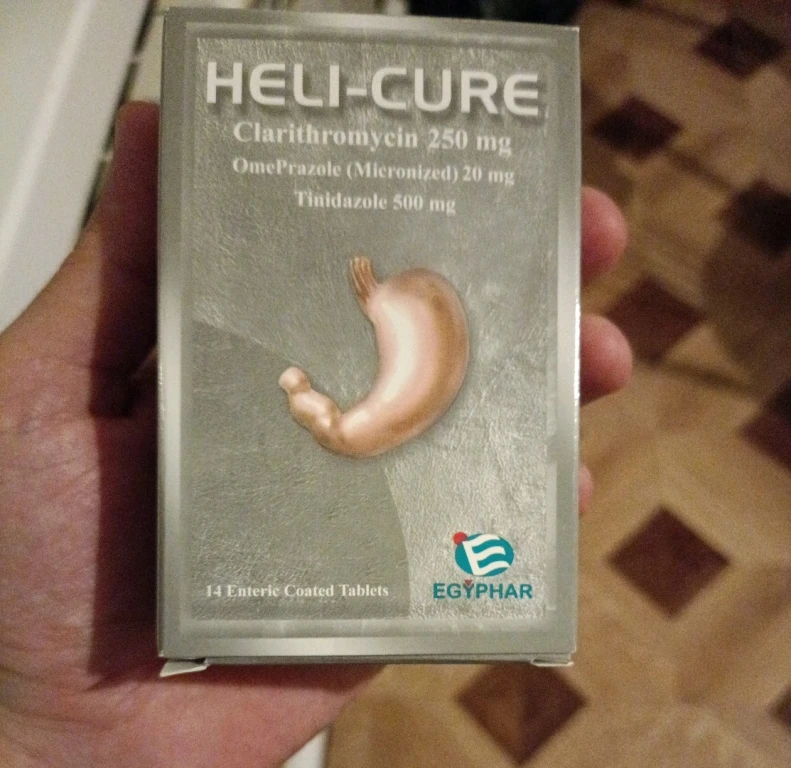 HELI-CURE
Clarithromycin 250 mg
OmePrazole (Micronized) 20 mg
Tinidazole 500 mg
14 Enteric Coated Tablets
EGYPHAR